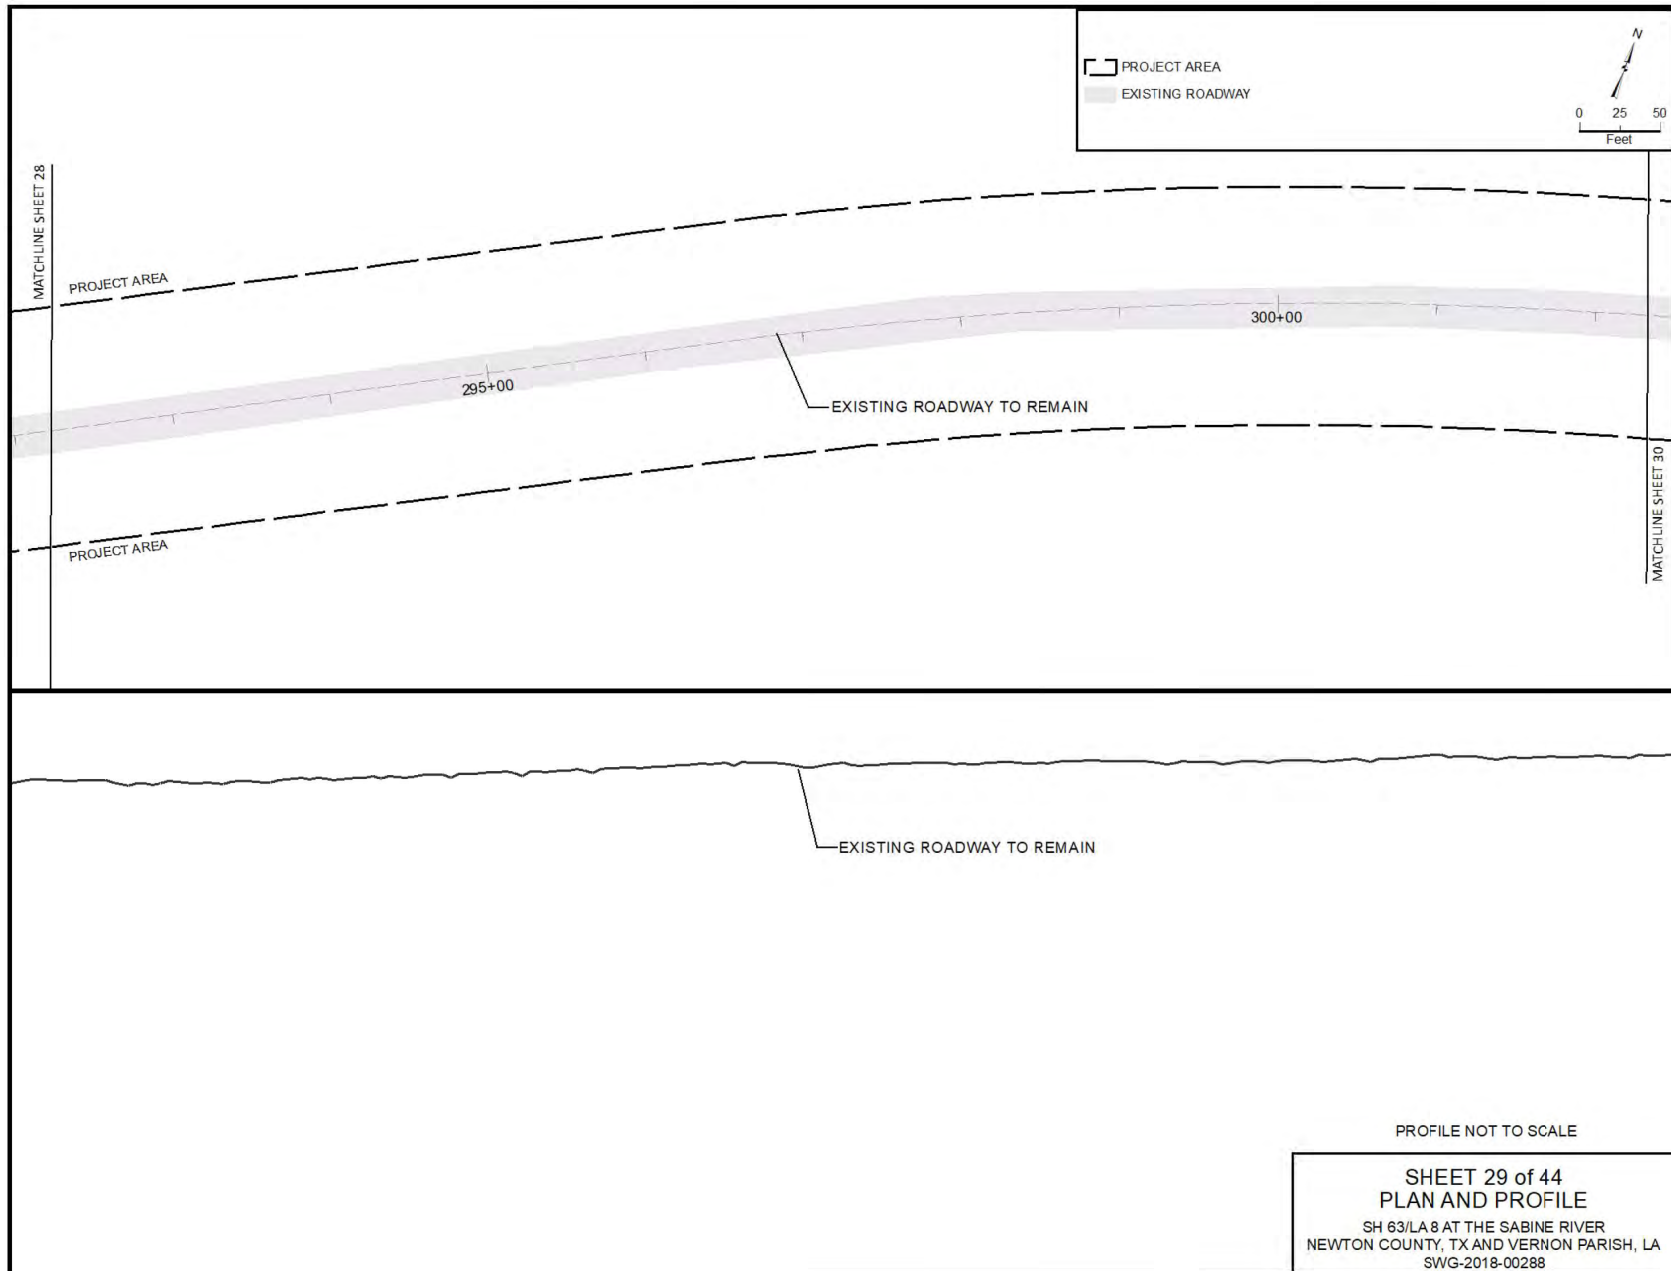 N
PROJECT AREA
EXISTING ROADWAY
0 25 50
Feet
MATCHLINE SHEET 28
PROJECT AREA
300+00
295+00
EXISTING ROADWAY TO REMAIN
MATCHLINE SHEET 30
PROJECT AREA
EXISTING ROADWAY TO REMAIN
PROFILE NOT TO SCALE
SHEET 29 of 44
PLAN AND PROFILE
SH 63/LA 8 AT THE SABINE RIVER
NEWTON COUNTY, TX AND VERNON PARISH, LA
SWG-2018-00288